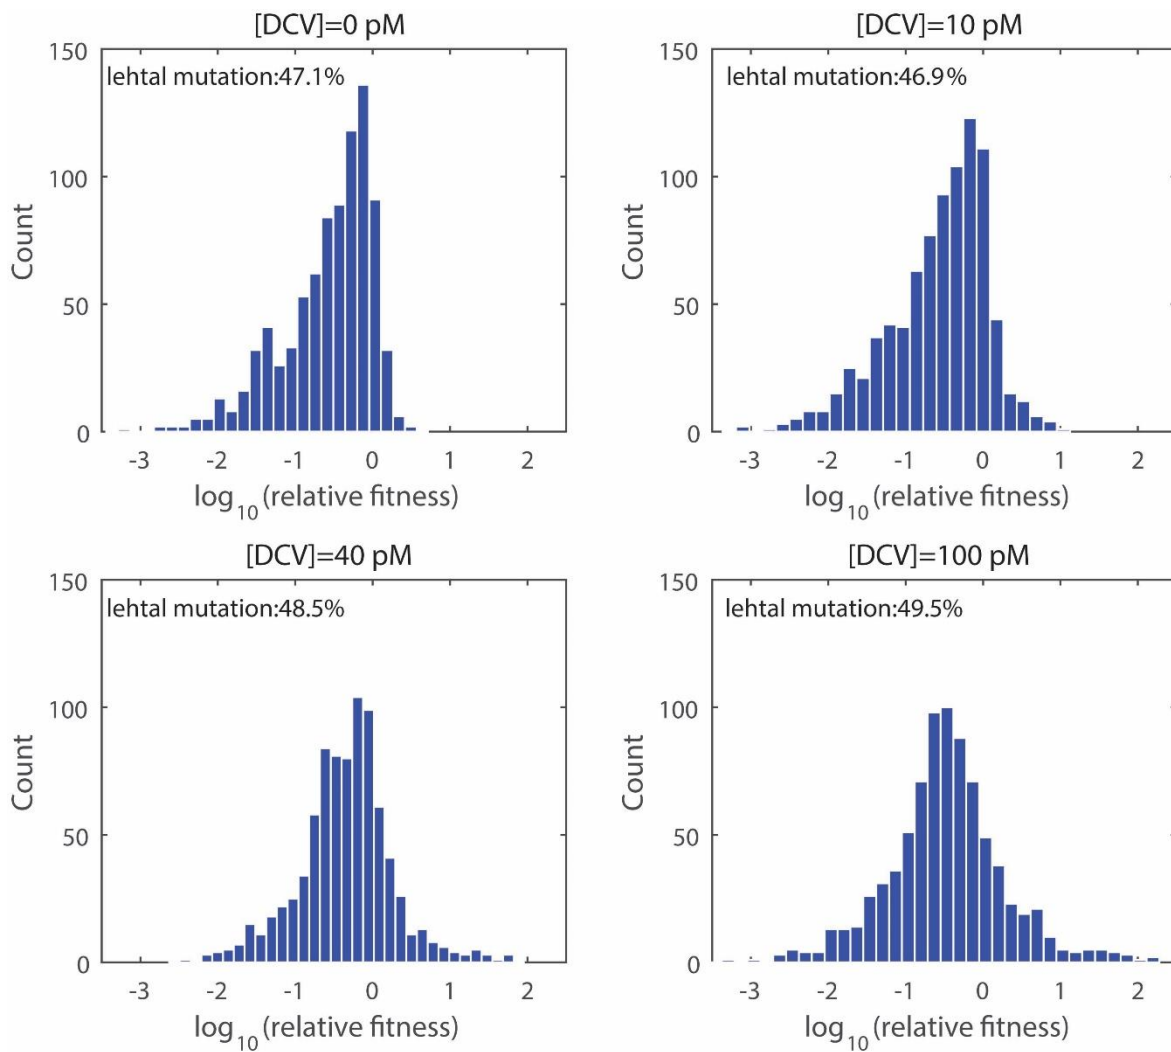 [DCV]=0 pM
150
100
50
0
Count
lehtal mutation:47.1%
-3 -2 -1 0 1 2
log10 (relative fitness)
[DCV]=10 pM
150
100
50
0
Count
lehtal mutation:46.9%
-3 -2 -1 0 1 2
log10 (relative fitness)
[DCV]=40 pM
150
100
50
0
Count
lehtal mutation:48.5%
-3 -2 -1 0 1 2
log10 (relative fitness)
[DCV]=100 pM
150
100
50
0
Count
lehtal mutation:49.5%
-3 -2 -1 0 1 2
log10 (relative fitness)